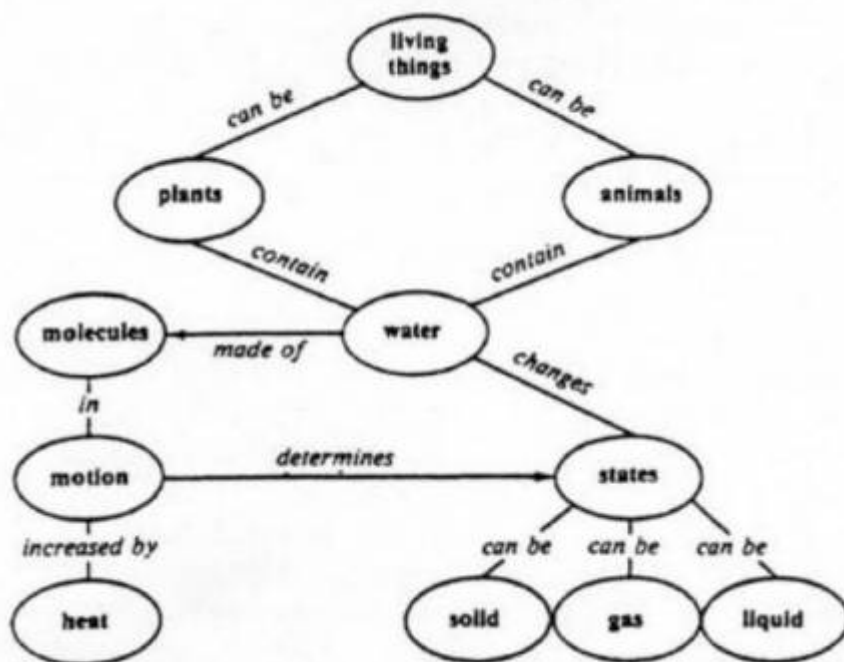 living
things
can be
can be
plants
animals
contain
contain
molecules
made of
water
changes
in
motion
determines
states
increased by
can be
can be
can be
heat
solid
gas
liquid